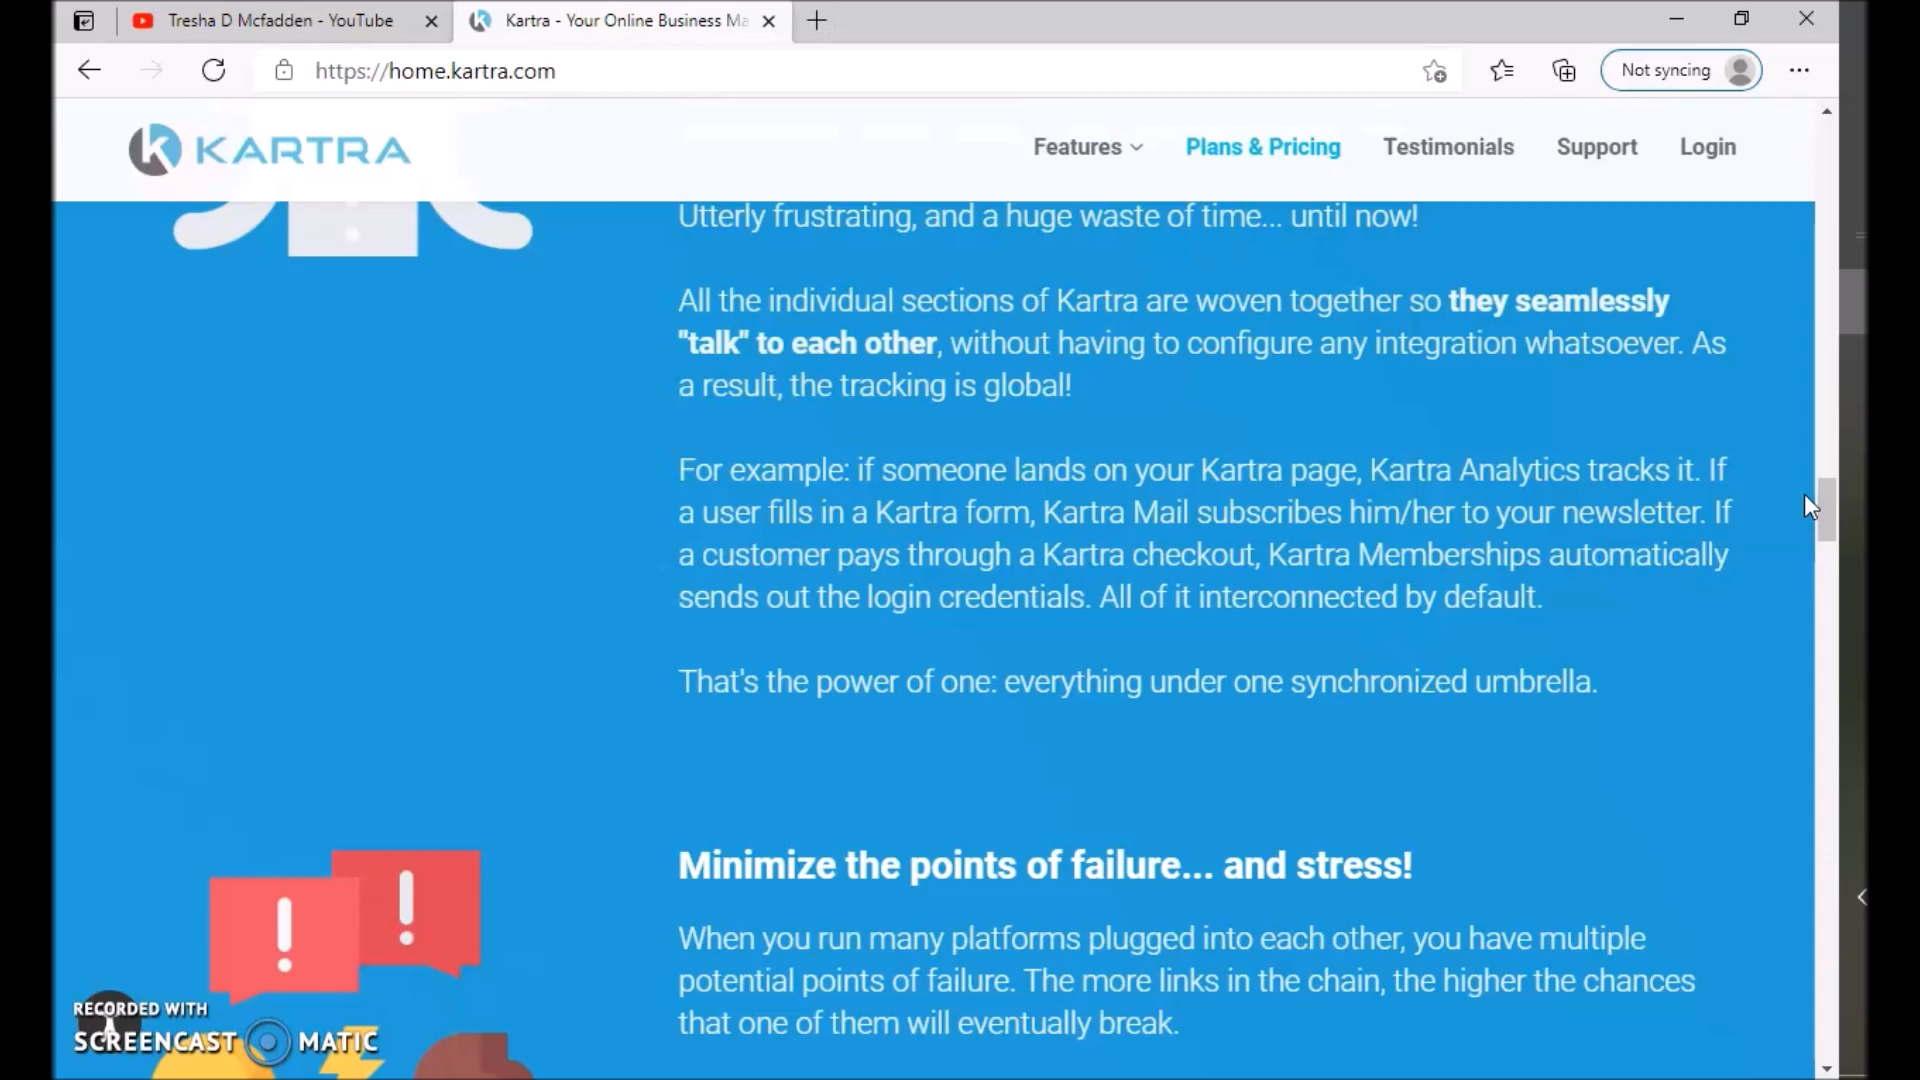 Tresha D Mcfadden - YouTube
Kartra - Your Online Business Ma
https://home.kartra.com
Not syncing
K KARTRA
Features
Plans & Pricing
Testimonials
Support
Login
Utterly frustrating, and a huge waste of time... until now!
All the individual sections of Kartra are woven together so they seamlessly
"talk" to each other, without having to configure any integration whatsoever. As
a result, the tracking is global!
For example: if someone lands on your Kartra page, Kartra Analytics tracks it. If
a user fills in a Kartra form, Kartra Mail subscribes him/her to your newsletter. If
a customer pays through a Kartra checkout, Kartra Memberships automatically
sends out the login credentials. All of it interconnected by default.
That's the power of one: everything under one synchronized umbrella.
! !
Minimize the points of failure... and stress!
When you run many platforms plugged into each other, you have multiple
potential points of failure. The more links in the chain, the higher the chances
that one of them will eventually break.
RECORDED WITH
SCREENCAST MATIC